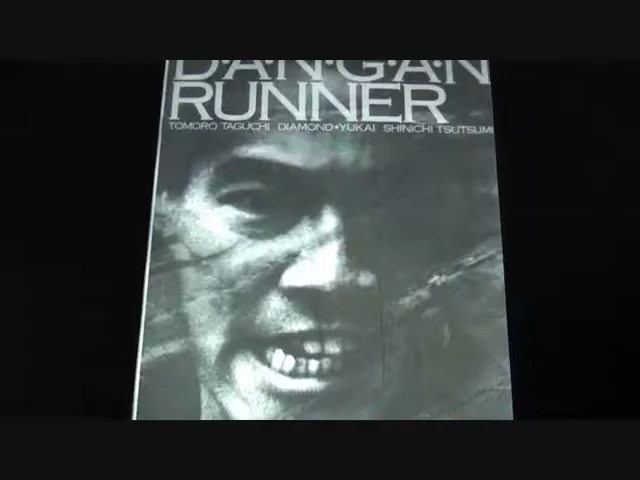 D·A·N·G·A·N
RUNNER
TOMORO TAGUCHI DIAMOND•YUKAI SHINICHI TSUTSUMI